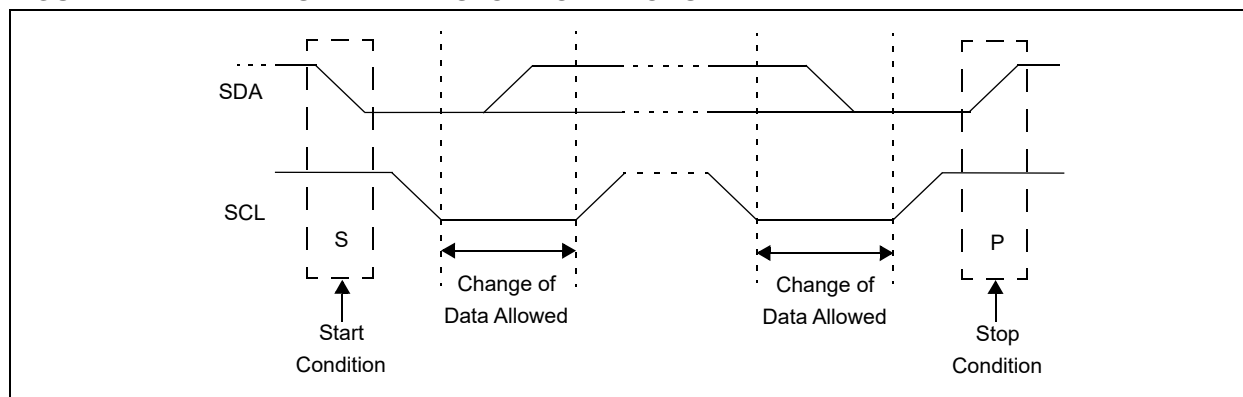 SDA
SCL
S
P
Change of
Data Allowed
Change of
Data Allowed
Start
Condition
Stop
Condition